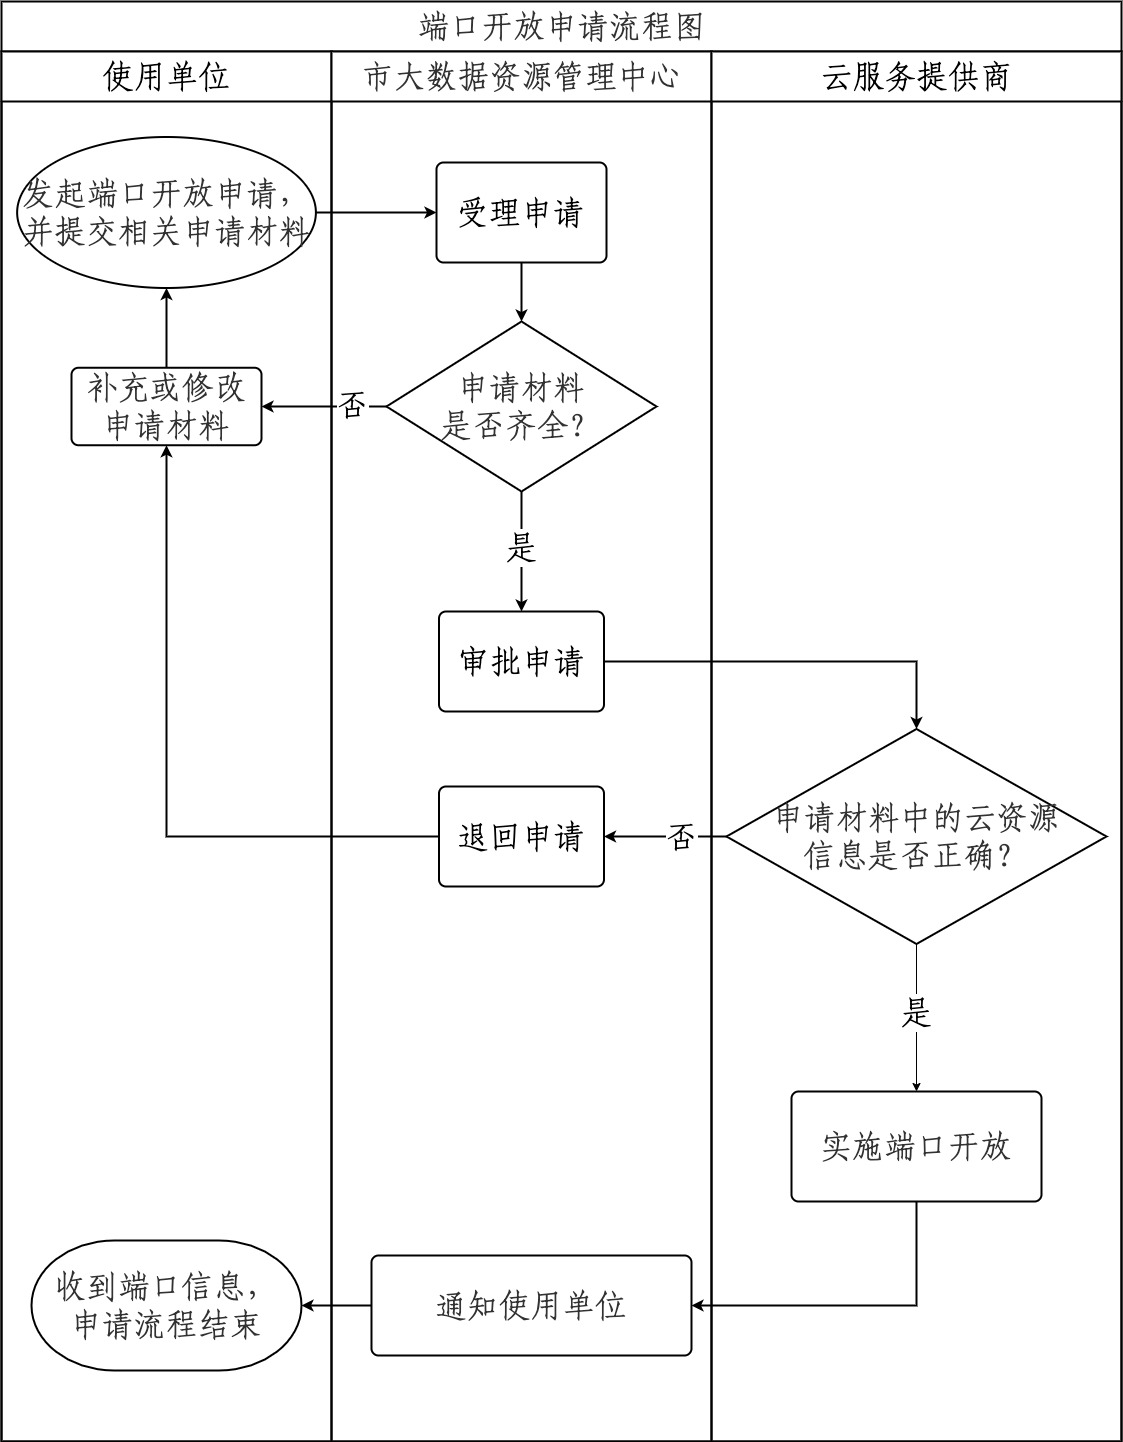 端口开放申请流程图
使用单位
市大数据资源管理中心
云服务提供商
发起端口开放申请，
并提交相关申请材料
受理申请
补充或修改
申请材料
否
申请材料
是否齐全？
是
审批申请
退回申请
否
申请材料中的云资源
信息是否正确？
是
实施端口开放
收到端口信息，
申请流程结束
通知使用单位